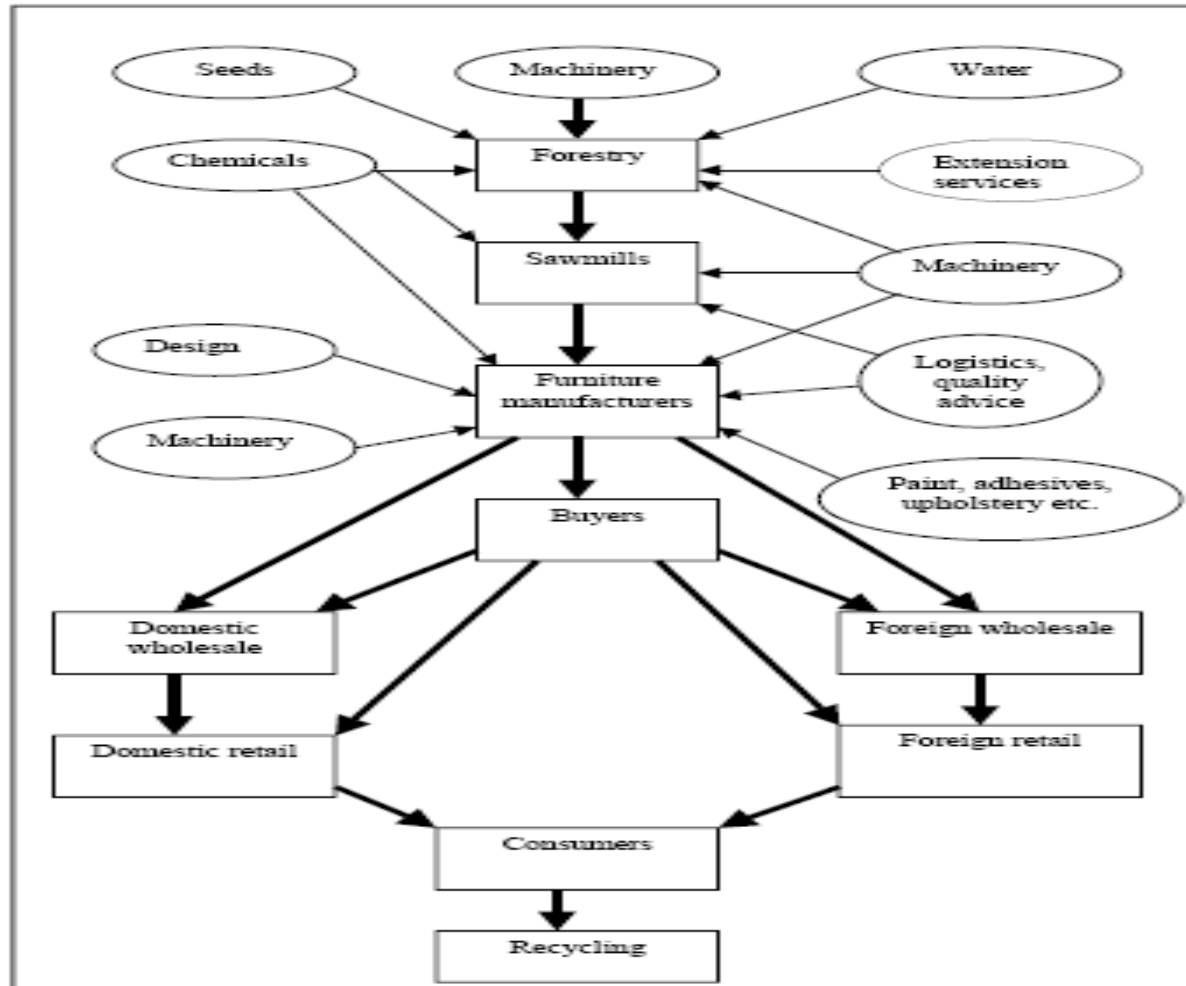 Seeds
Machinery
Water
Forestry
Chemicals
Extension
services
Sawmills
Machinery
Design
Furniture
manufacturers
Logistics,
quality
advice
Machinery
Paint, adhesives,
upholstery etc.
Buyers
Domestic
wholesale
Foreign wholesale
Domestic retail
Foreign retail
Consumers
Recycling